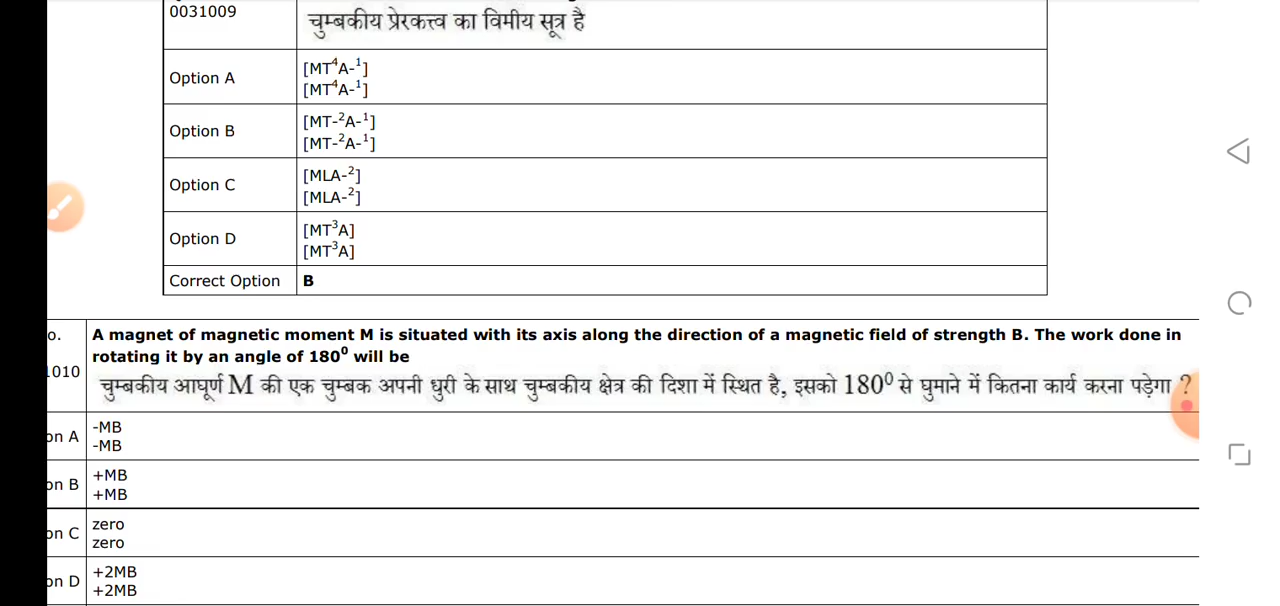 0031009
चुम्बकीय प्रेरकत्त्व का विमीय सूत्र है
Option A
[MT⁴A-¹]
[MT⁴A-¹]
Option B
[MT-²A-¹]
[MT-²A-¹]
Option C
[MLA-²]
[MLA-²]
Option D
[MT³A]
[MT³A]
Correct Option B
o.
1010
A magnet of magnetic moment M is situated with its axis along the direction of a magnetic field of strength B. The work done in
rotating it by an angle of 180⁰ will be
चुम्बकीय आघूर्ण M की एक चुम्बक अपनी धुरी के साथ चुम्बकीय क्षेत्र की दिशा में स्थित है, इसको 180⁰ से घुमाने में कितना कार्य करना पड़ेगा ?
on A
-MB
-MB
on B
+MB
+MB
on C
zero
zero
on D
+2MB
+2MB